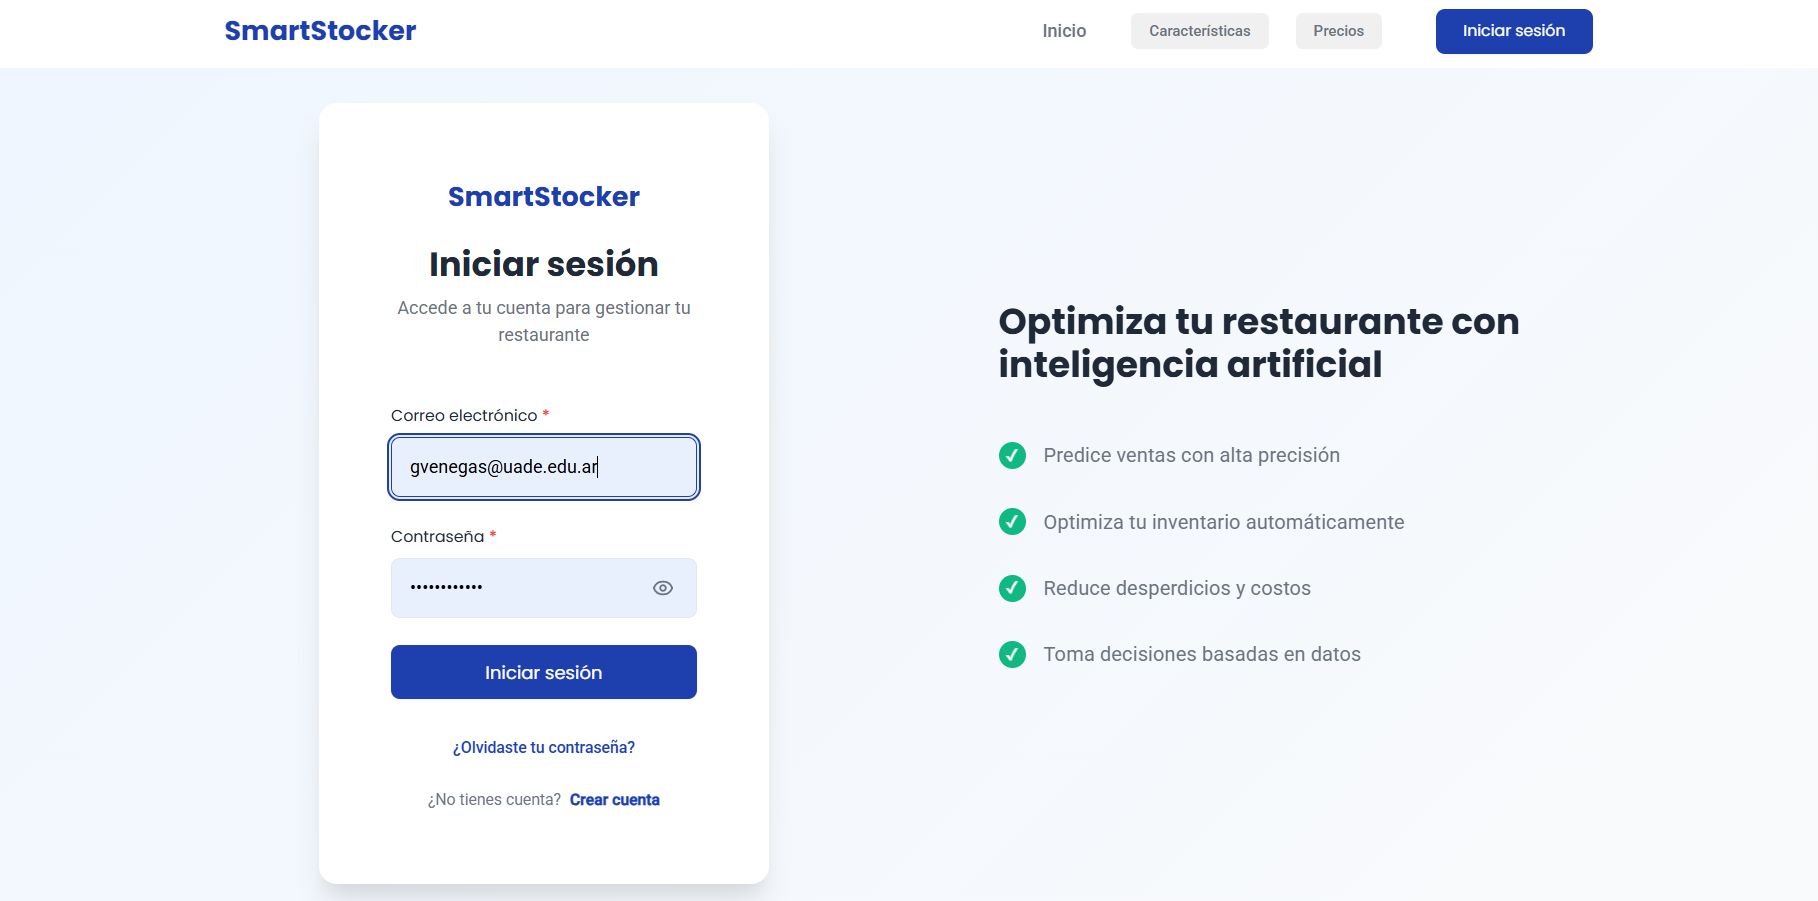 SmartStocker
Inicio
Características
Precios
Iniciar sesión
SmartStocker
Iniciar sesión
Accede a tu cuenta para gestionar tu
restaurante
Correo electrónico *
gvenegas@uade.edu.ar
Contraseña *
••••••••••••
Iniciar sesión
¿Olvidaste tu contraseña?
¿No tienes cuenta? Crear cuenta
Optimiza tu restaurante con
inteligencia artificial
Predice ventas con alta precisión
Optimiza tu inventario automáticamente
Reduce desperdicios y costos
Toma decisiones basadas en datos